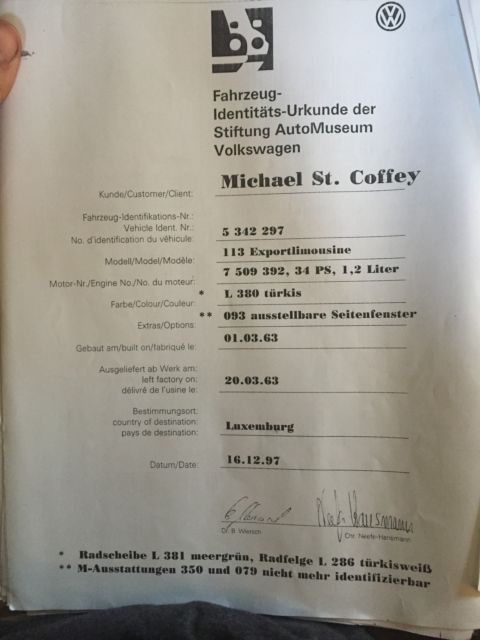 Fahrzeug-
Identitäts-Urkunde der
Stiftung AutoMuseum
Volkswagen
Kunde/Customer/Client: Michael St. Coffey
Fahrzeug-Identifikations-Nr.:
Vehicle Ident. Nr.: 5 342 297
No. d'identification du véhicule:
Modell/Model/Modèle: 113 Exportlimousine
Motor-Nr./Engine No./No. du moteur: 7 509 392, 34 PS, 1,2 Liter
Farbe/Colour/Couleur: * L 380 türkis
Extras/Options: ** 093 ausstellbare Seitenfenster
Gebaut am/built on/fabriqué le: 01.03.63
Ausgeliefert ab Werk am:
left factory on: 20.03.63
délivré de l'usine le:
Bestimmungsort:
country of destination: Luxemburg
pays de destination:
Datum/Date: 16.12.97
Dr. B. Wiersch
Chr. Neefe-Hansmann
* Radscheibe L 381 meergrün, Radfelge L 286 türkisweiß
** M-Ausstattungen 350 und 079 nicht mehr identifizierbar